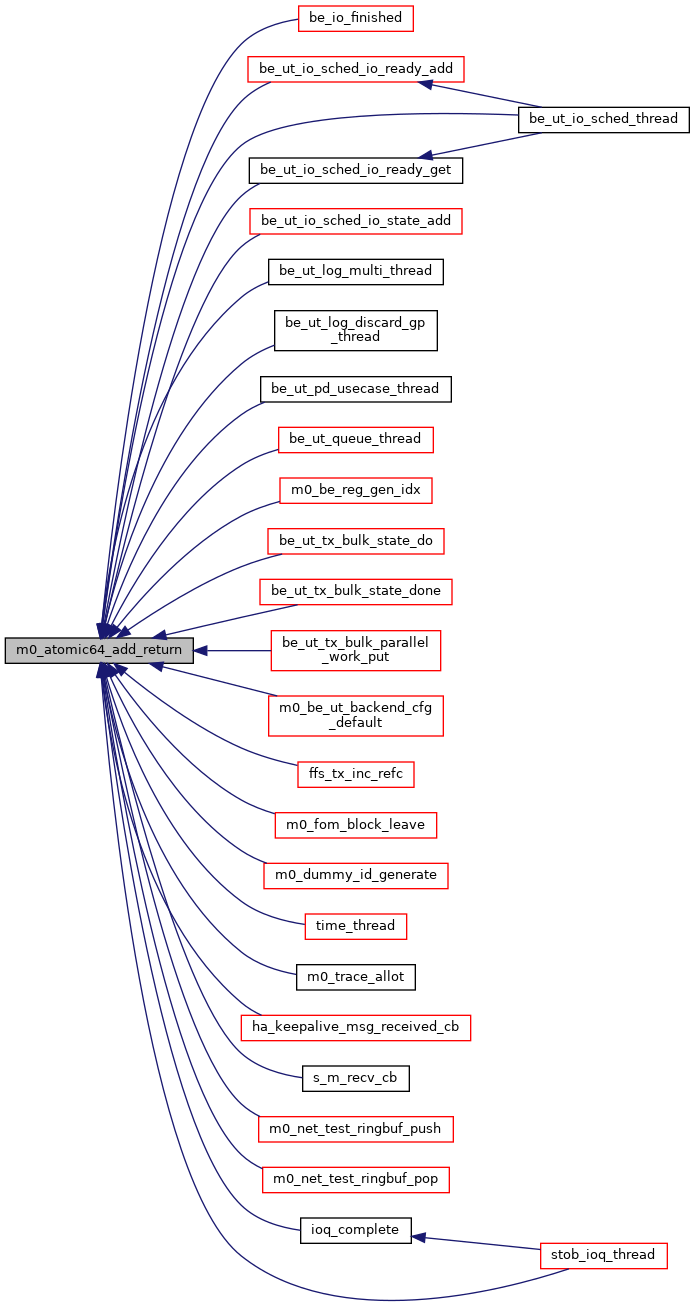 be_io_finished
be_ut_io_sched_io_ready_add
be_ut_io_sched_thread
be_ut_io_sched_io_ready_get
be_ut_io_sched_io_state_add
be_ut_log_multi_thread
be_ut_log_discard_gp
_thread
be_ut_pd_usecase_thread
be_ut_queue_thread
m0_be_reg_gen_idx
be_ut_tx_bulk_state_do
be_ut_tx_bulk_state_done
m0_atomic64_add_return
be_ut_tx_bulk_parallel
_work_put
m0_be_ut_backend_cfg
_default
ffs_tx_inc_refc
m0_fom_block_leave
m0_dummy_id_generate
time_thread
m0_trace_allot
ha_keepalive_msg_received_cb
s_m_recv_cb
m0_net_test_ringbuf_push
m0_net_test_ringbuf_pop
ioq_complete
stob_ioq_thread